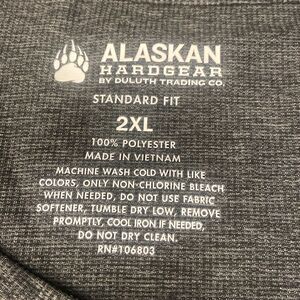 ALASKAN
HARDGEAR
BY DULUTH TRADING CO.
STANDARD FIT
2XL
100% POLYESTER
MADE IN VIETNAM
MACHINE WASH COLD WITH LIKE
COLORS, ONLY NON-CHLORINE BLEACH
WHEN NEEDED, DO NOT USE FABRIC
SOFTENER, TUMBLE DRY LOW, REMOVE
PROMPTLY, COOL IRON IF NEEDED,
DO NOT DRY CLEAN.
RN#106803